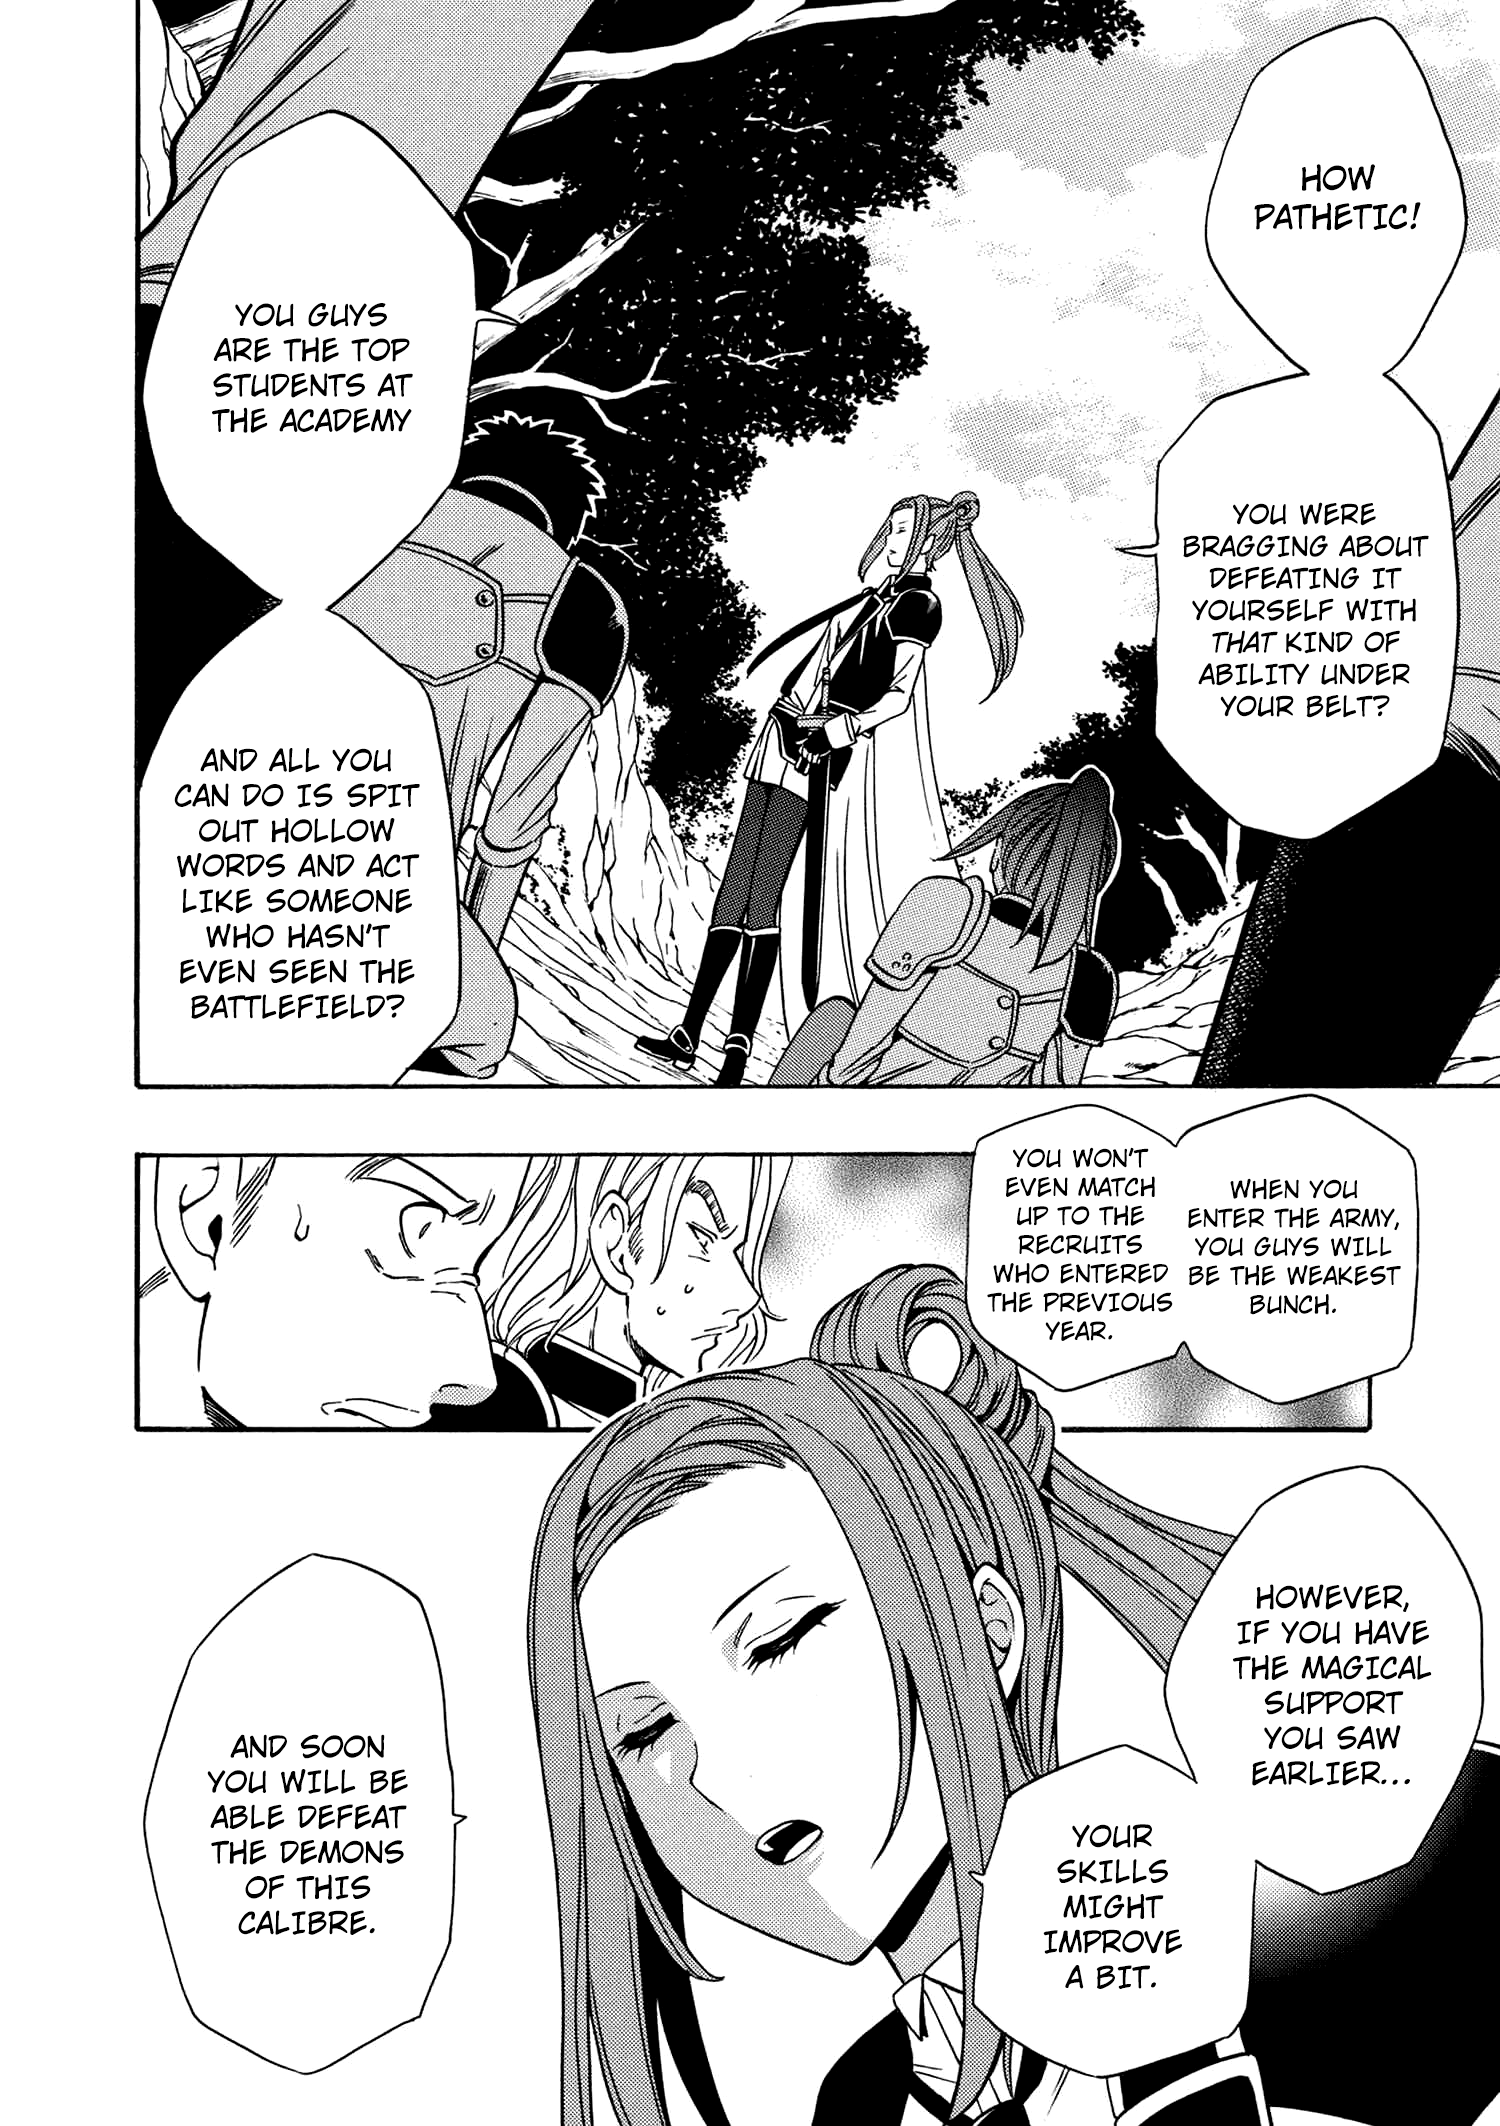 HOW
PATHETIC!
YOU WERE
BRAGGING ABOUT
DEFEATING IT
YOURSELF WITH
THAT KIND OF
ABILITY UNDER
YOUR BELT?
YOU GUYS
ARE THE TOP
STUDENTS AT
THE ACADEMY
AND ALL YOU
CAN DO IS SPIT
OUT HOLLOW
WORDS AND ACT
LIKE SOMEONE
WHO HASN'T
EVEN SEEN THE
BATTLEFIELD?
WHEN YOU
ENTER THE ARMY,
YOU GUYS WILL
BE THE WEAKEST
BUNCH.
YOU WON'T
EVEN MATCH
UP TO THE
RECRUITS
WHO ENTERED
THE PREVIOUS
YEAR.
HOWEVER,
IF YOU HAVE
THE MAGICAL
SUPPORT
YOU SAW
EARLIER...
YOUR
SKILLS
MIGHT
IMPROVE
A BIT.
AND SOON
YOU WILL BE
ABLE DEFEAT
THE DEMONS
OF THIS
CALIBRE.